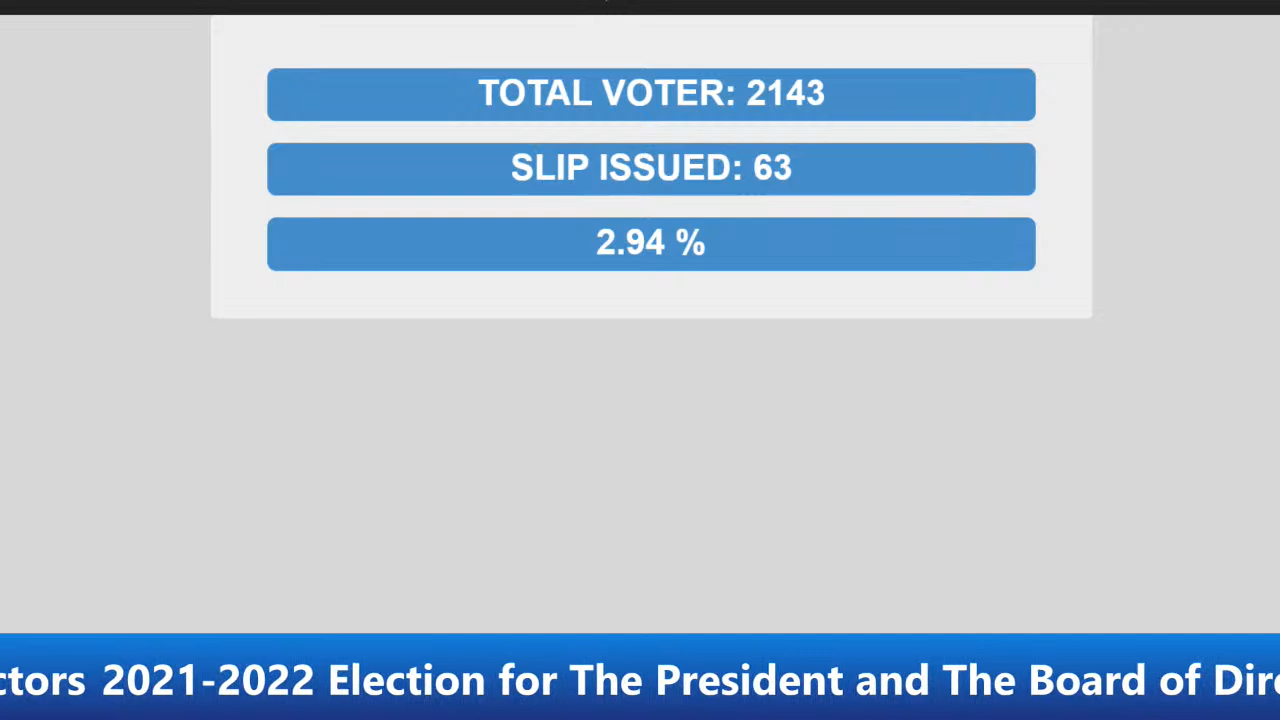 TOTAL VOTER: 2143
SLIP ISSUED: 63
2.94 %
ctors 2021-2022 Election for The President and The Board of Dire